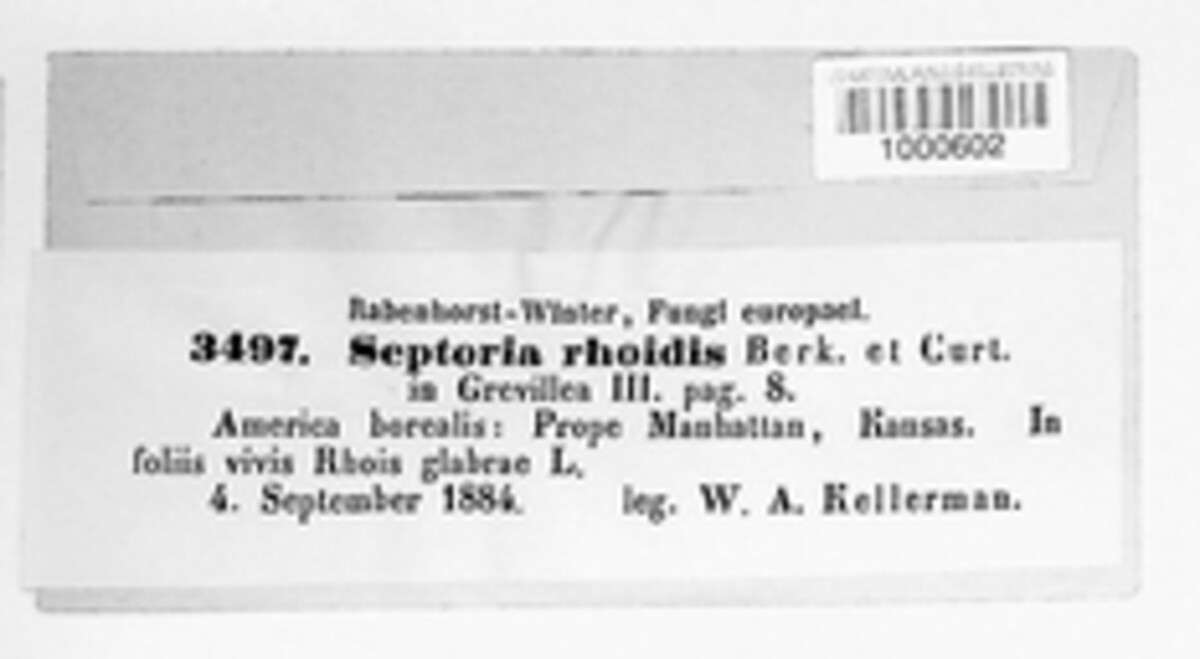 1000602
Rabenhorst-Winter, Fungi europaei.
3497. Septoria rhoidis Berk. et Curt.
in Grevillea III. pag. 8.
America borealis: Prope Manhattan, Kansas. In
foliis vivis Rhois glabrae L.
4. September 1884. leg. W. A. Kellerman.